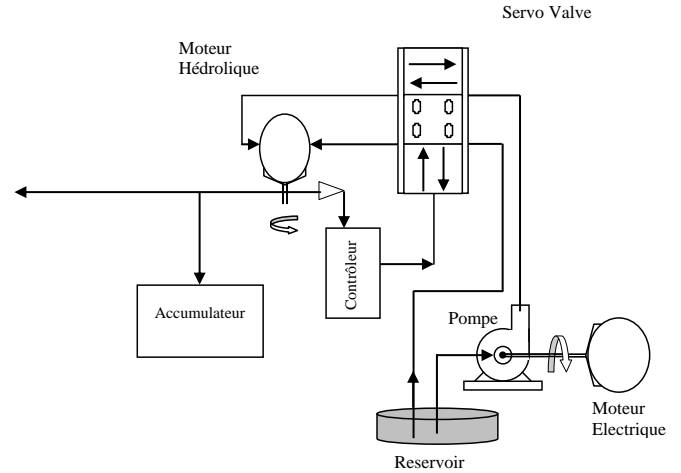 Servo Valve
Moteur
Hédrolique
Contrôleur
Accumulateur
Pompe
Moteur
Electrique
Reservoir